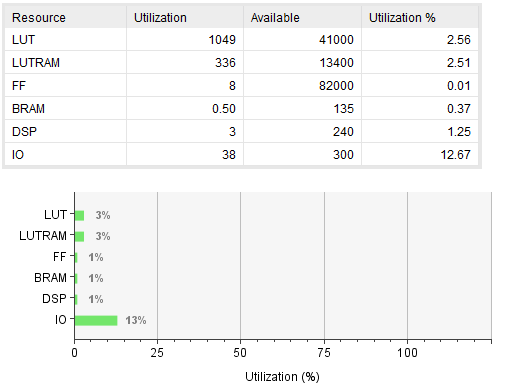 Resource Utilization Available Utilization %
LUT 1049 41000 2.56
LUTRAM 336 13400 2.51
FF 8 82000 0.01
BRAM 0.50 135 0.37
DSP 3 240 1.25
IO 38 300 12.67
LUT 3%
LUTRAM 3%
FF 1%
BRAM 1%
DSP 1%
IO 13%
0 25 50 75 100
Utilization (%)